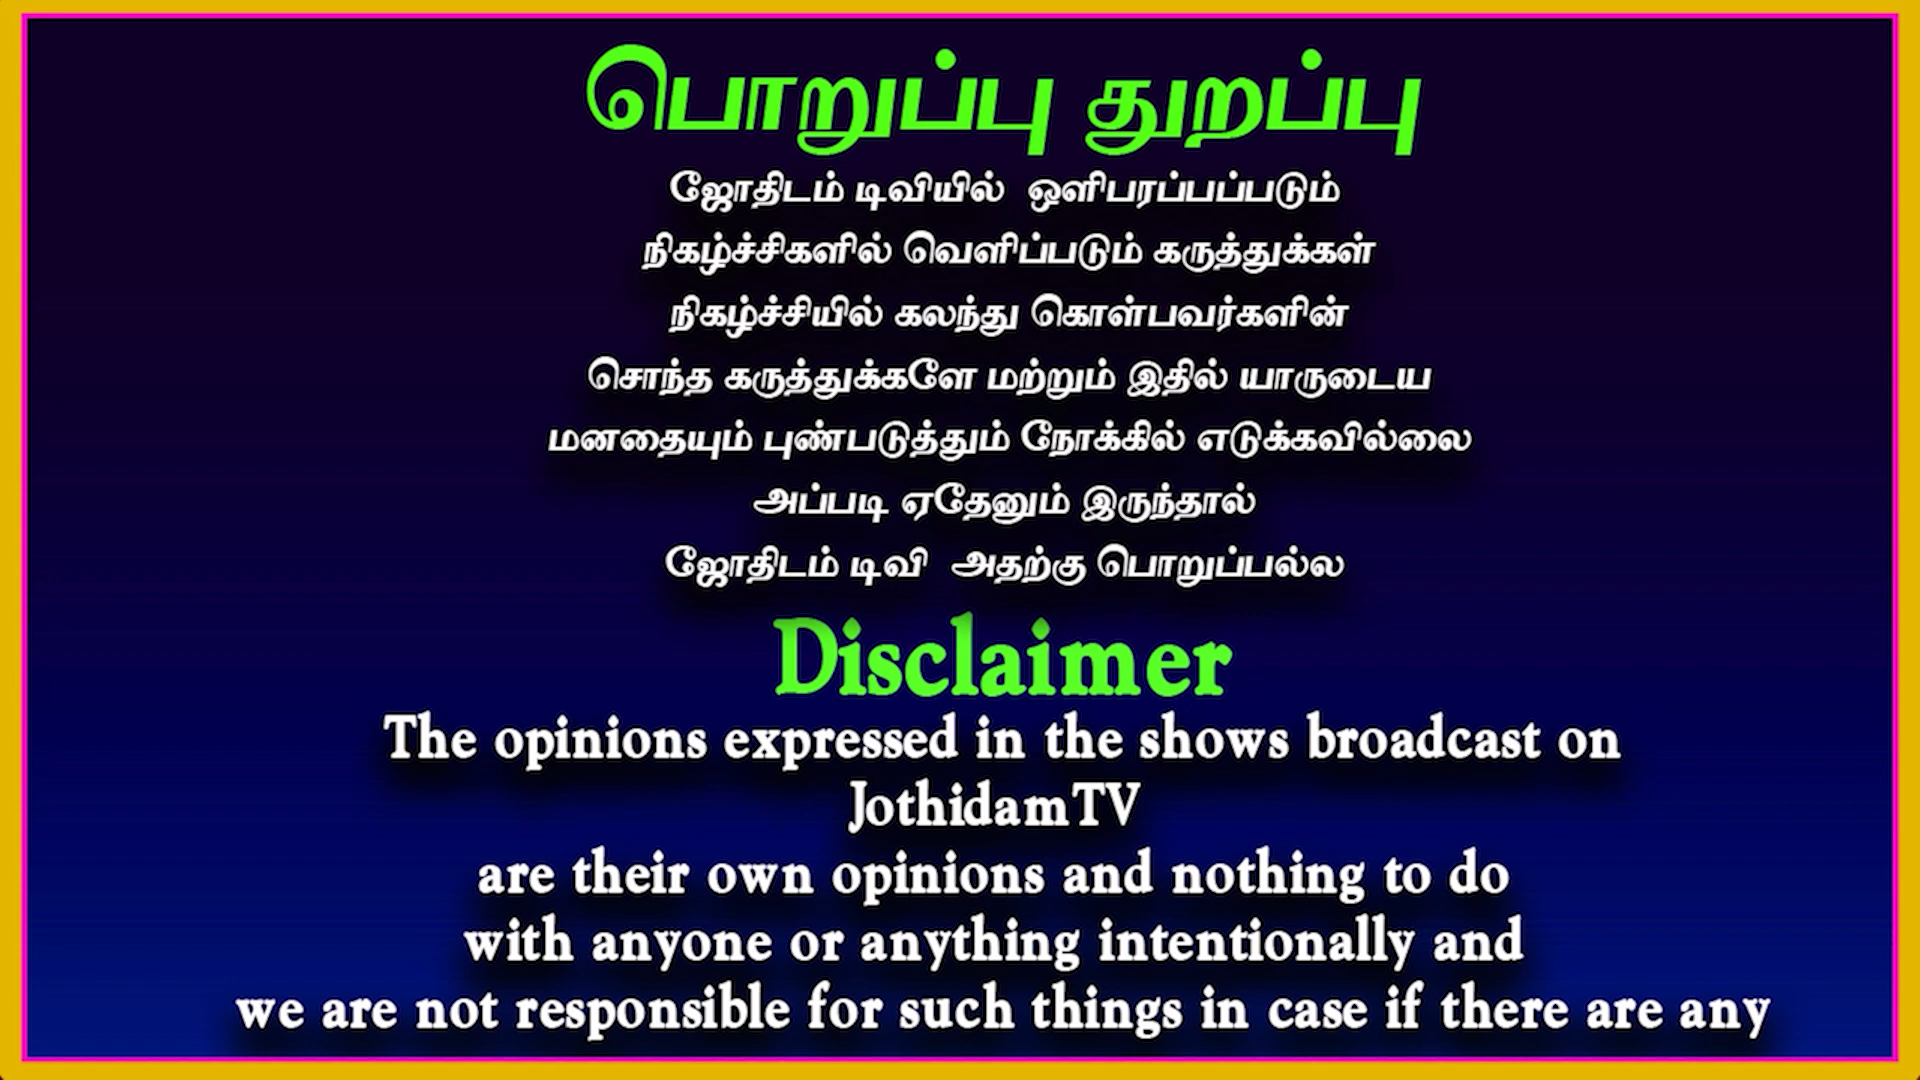 பொறுப்பு துறப்பு
ஜோதிடம் டிவியில் ஒளிபரப்பப்படும்
நிகழ்ச்சிகளில் வெளிப்படும் கருத்துக்கள்
நிகழ்ச்சியில் கலந்து கொள்பவர்களின்
சொந்த கருத்துக்களே மற்றும் இதில் யாருடைய
மனதையும் புண்படுத்தும் நோக்கில் எடுக்கவில்லை
அப்படி ஏதேனும் இருந்தால்
ஜோதிடம் டிவி அதற்கு பொறுப்பல்ல
Disclaimer
The opinions expressed in the shows broadcast on
JothidamTV
are their own opinions and nothing to do
with anyone or anything intentionally and
we are not responsible for such things in case if there are any